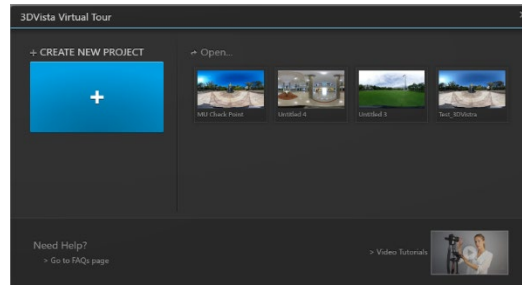 3DVista Virtual Tour
+ CREATE NEW PROJECT
Open...
MU Check Point
Untitled 4
Untitled 3
Test_3DVistra
Need Help?
> Go to FAQs page
> Video Tutorials